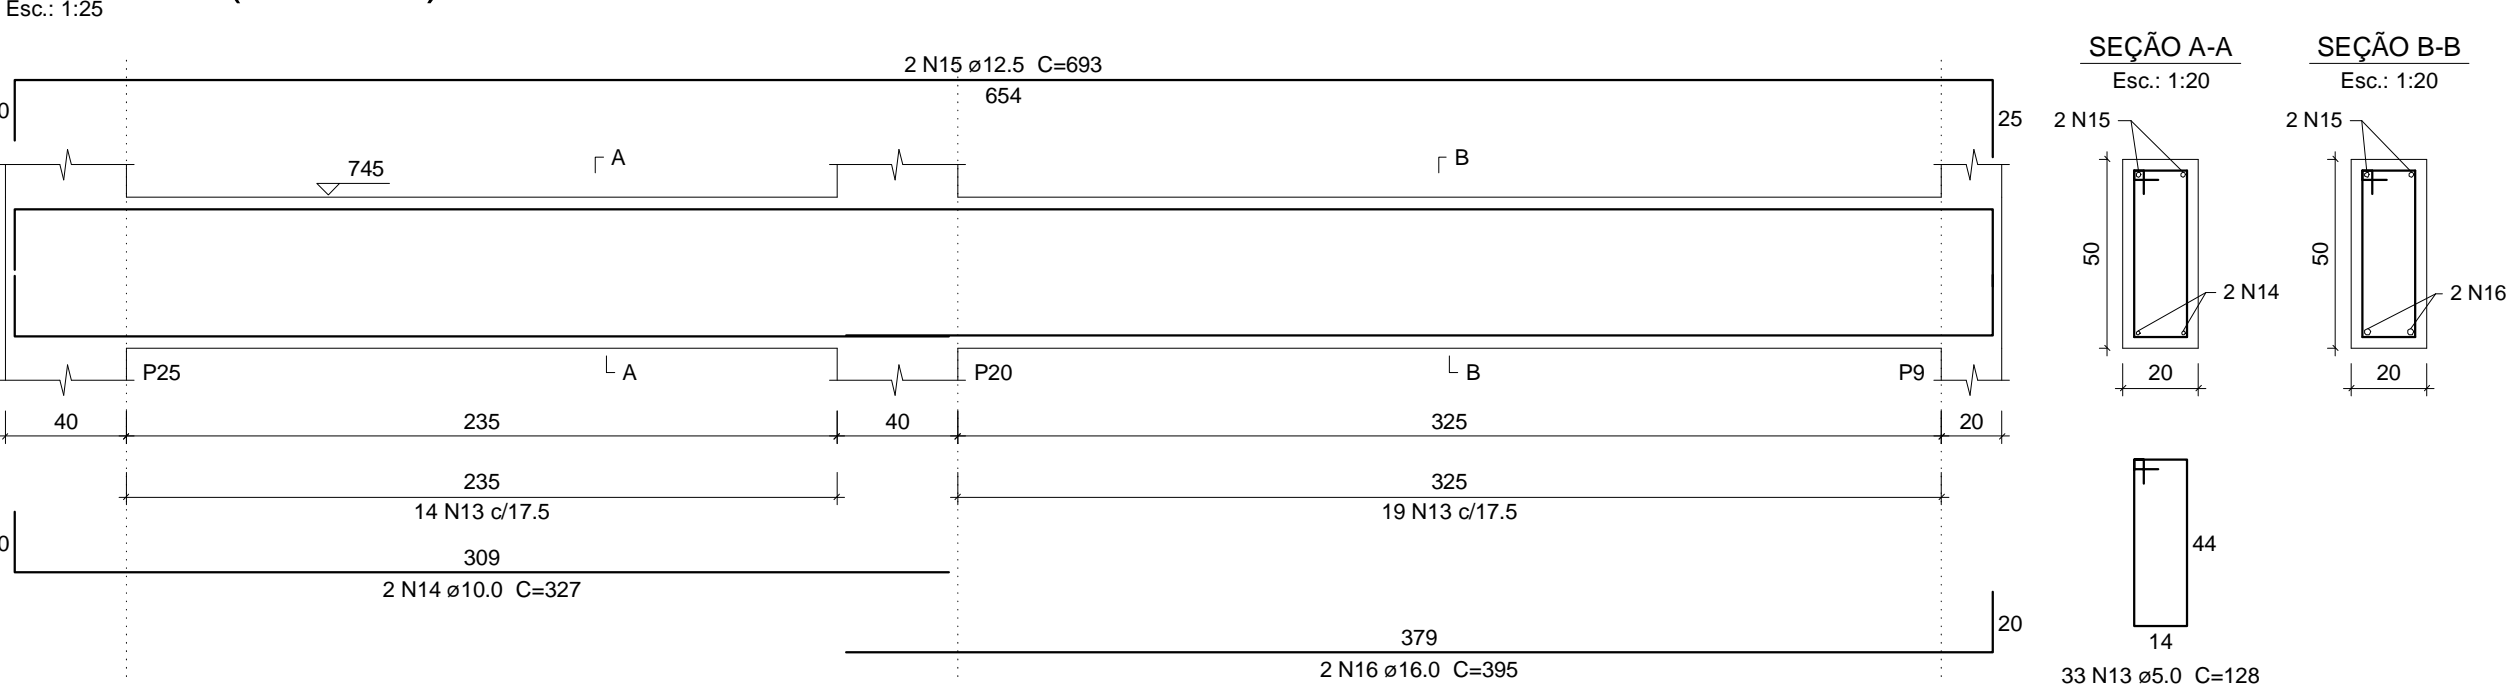 Esc.: 1:25
2 N15 ø12.5 C=693
654
0
25
A
B
745
P25
A
P20
B
P9
40
235
40
325
20
235
14 N13 c/17.5
325
19 N13 c/17.5
0
309
2 N14 ø10.0 C=327
379
20
2 N16 ø16.0 C=395
SEÇÃO A-A
Esc.: 1:20
2 N15
50
2 N14
20
SEÇÃO B-B
Esc.: 1:20
2 N15
50
2 N16
20
44
14
33 N13 ø5.0 C=128